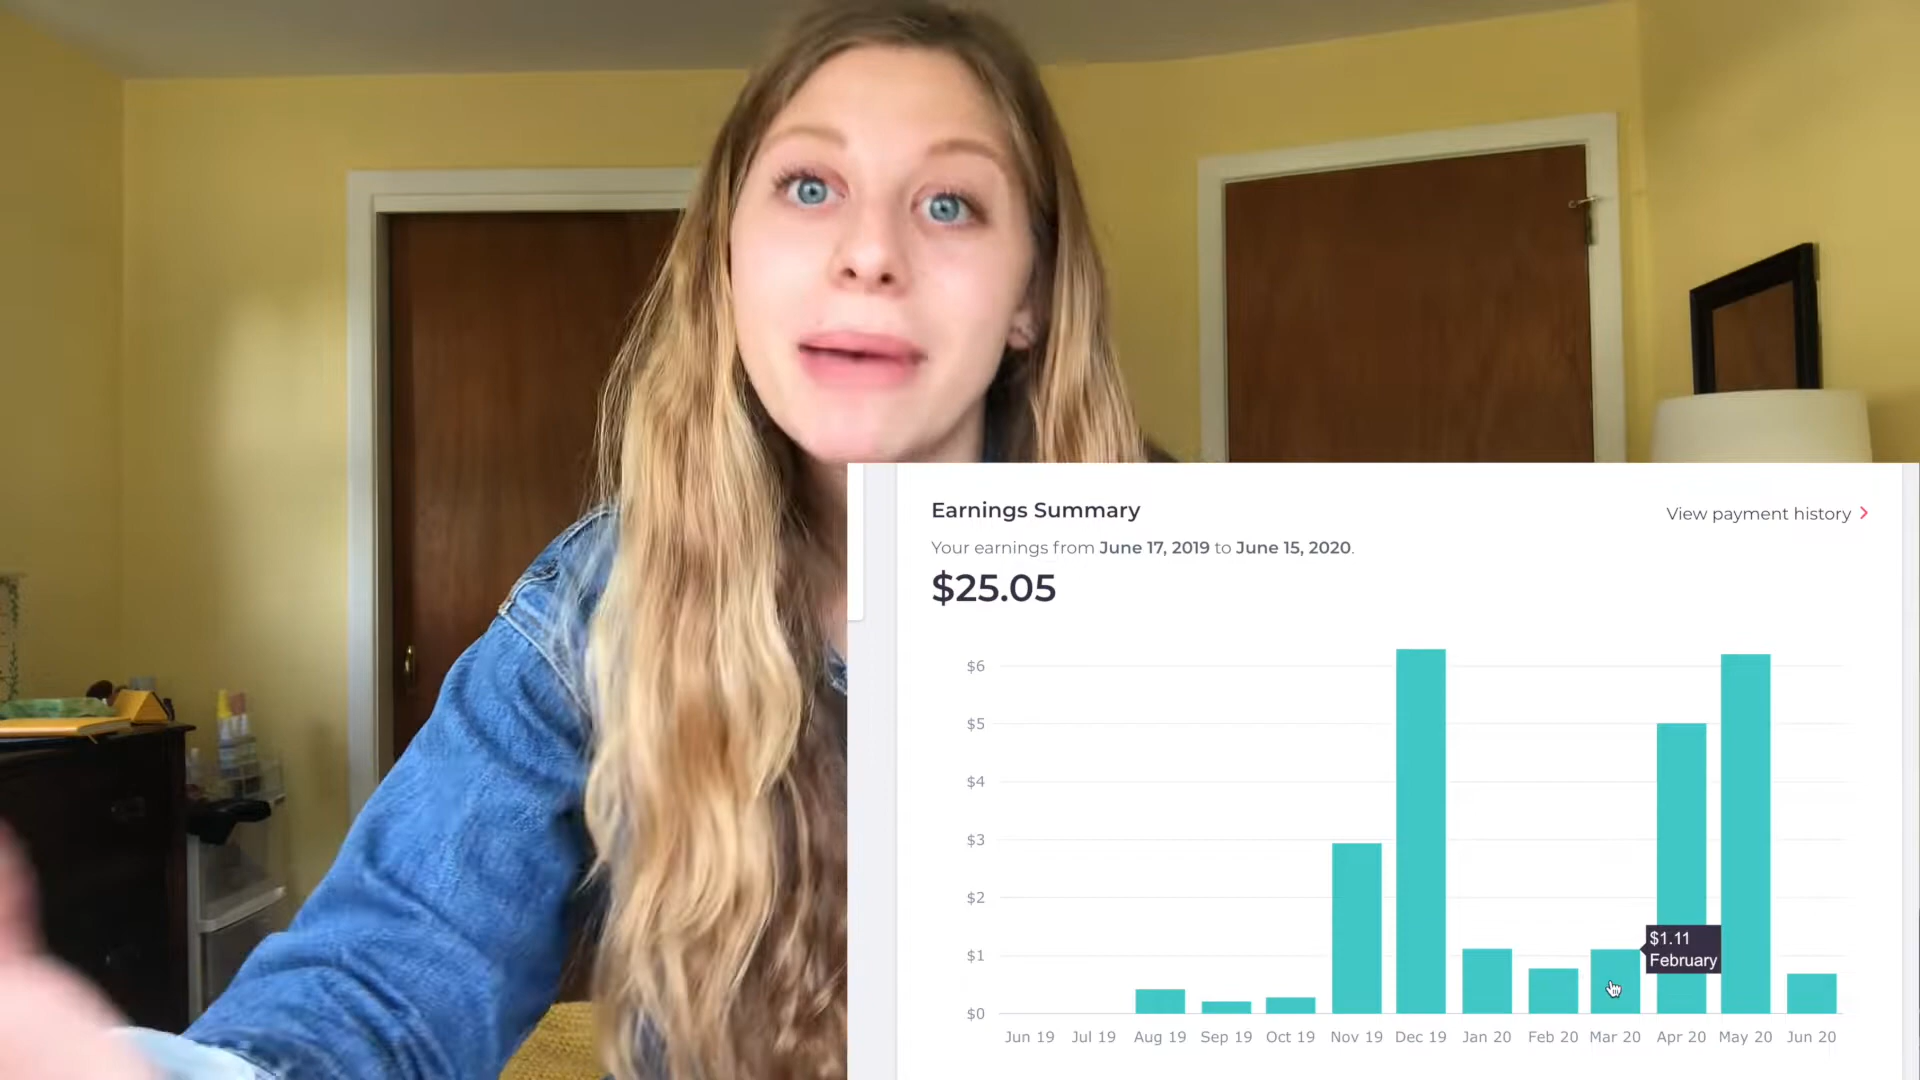 Earnings Summary
View payment history >
Your earnings from June 17, 2019 to June 15, 2020.
$25.05
$6
$5
$4
$3
$2
$1
$0
$1.11
February
Jun 19 Jul 19 Aug 19 Sep 19 Oct 19 Nov 19 Dec 19 Jan 20 Feb 20 Mar 20 Apr 20 May 20 Jun 20